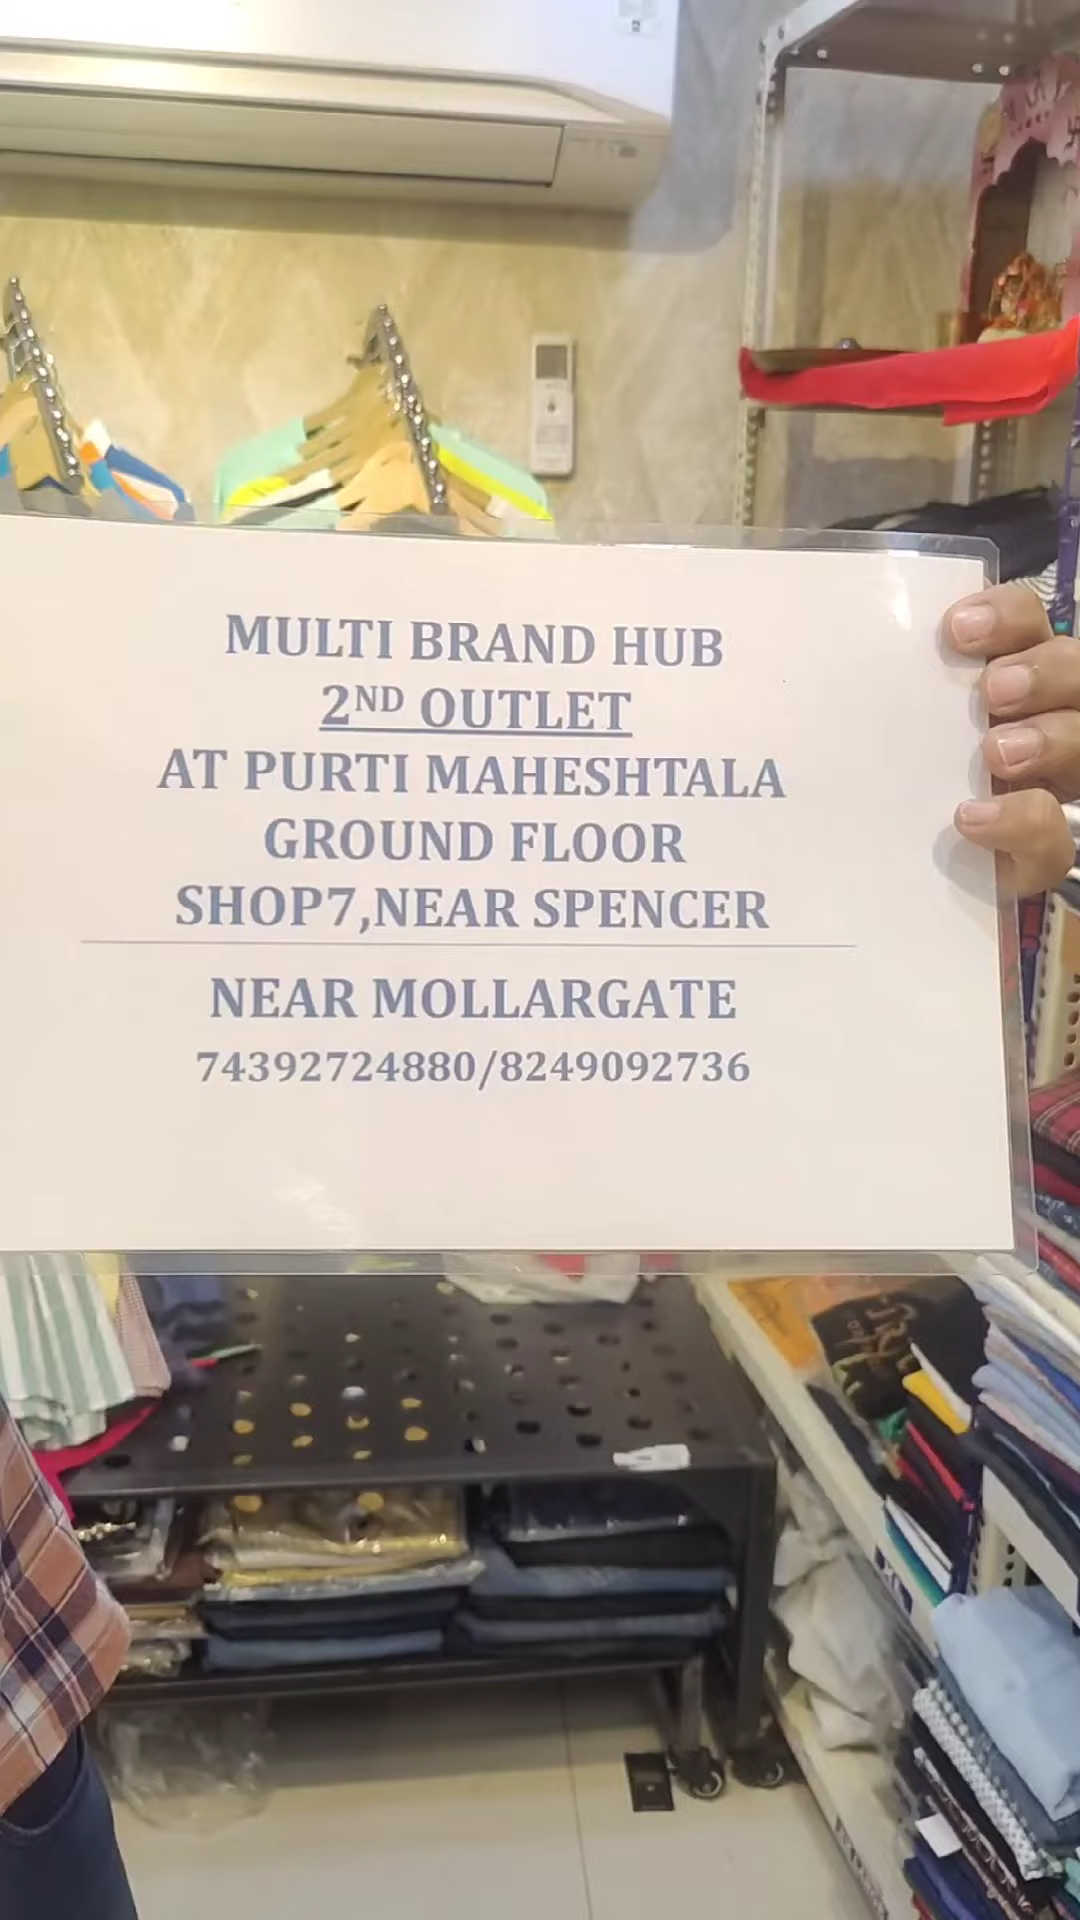 MULTI BRAND HUB
2ND OUTLET
AT PURTI MAHESHTALA
GROUND FLOOR
SHOP7,NEAR SPENCER
NEAR MOLLARGATE
74392724880/8249092736